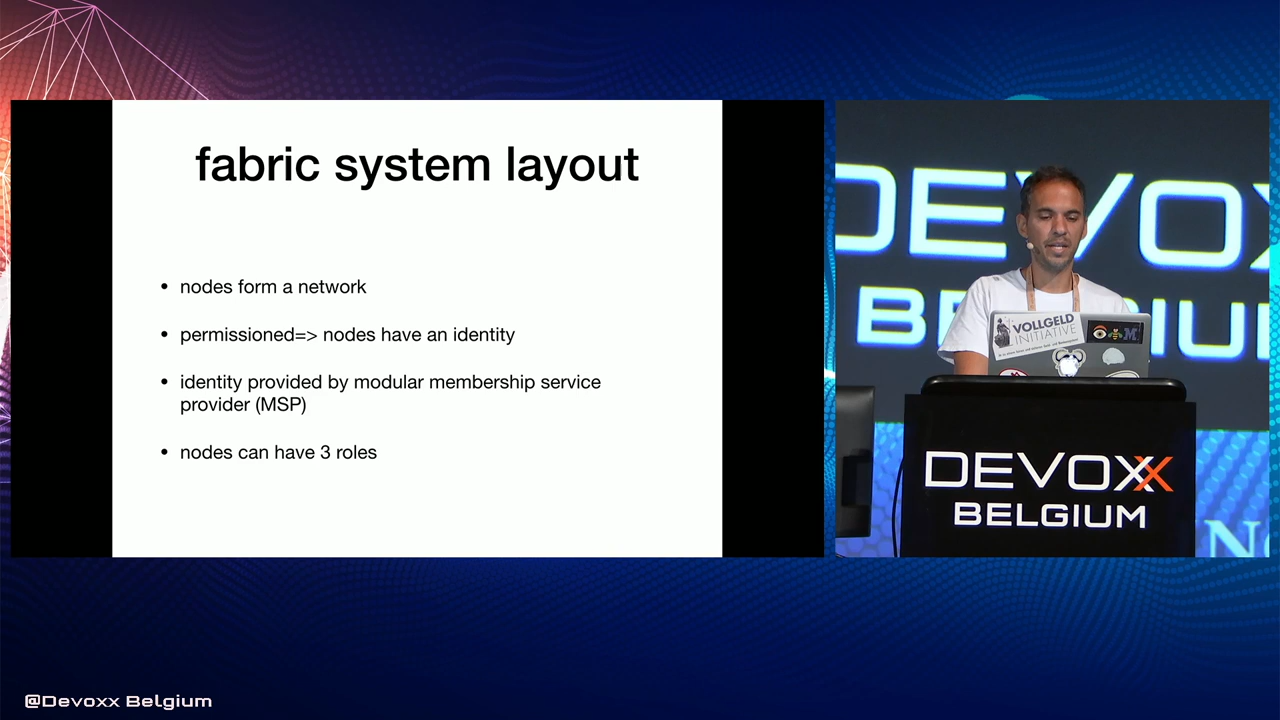 fabric system layout
• nodes form a network
• permissioned=> nodes have an identity
• identity provided by modular membership service
provider (MSP)
• nodes can have 3 roles
DEVOX
BELGIU
VOLLGELD
INITIATIVE
M
DEVOXX
BELGIUM
@Devoxx Belgium